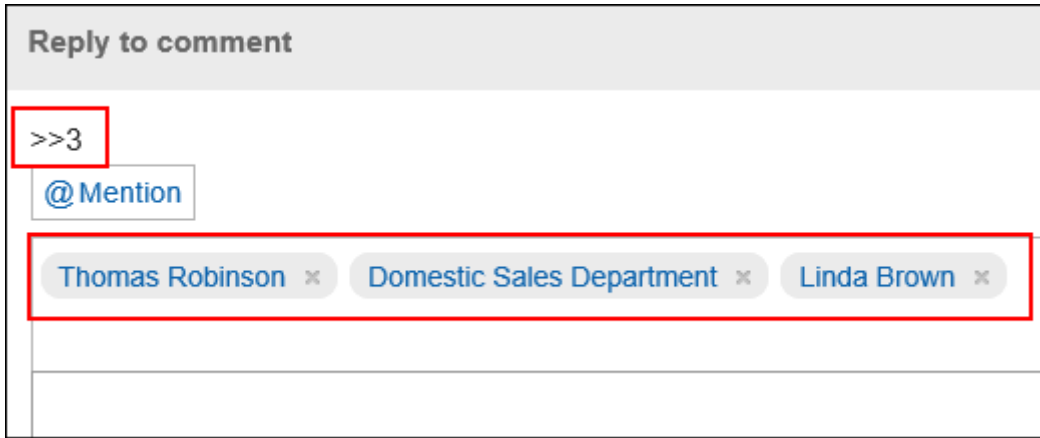 Reply to comment
>>3
@Mention
Thomas Robinson × Domestic Sales Department × Linda Brown ×